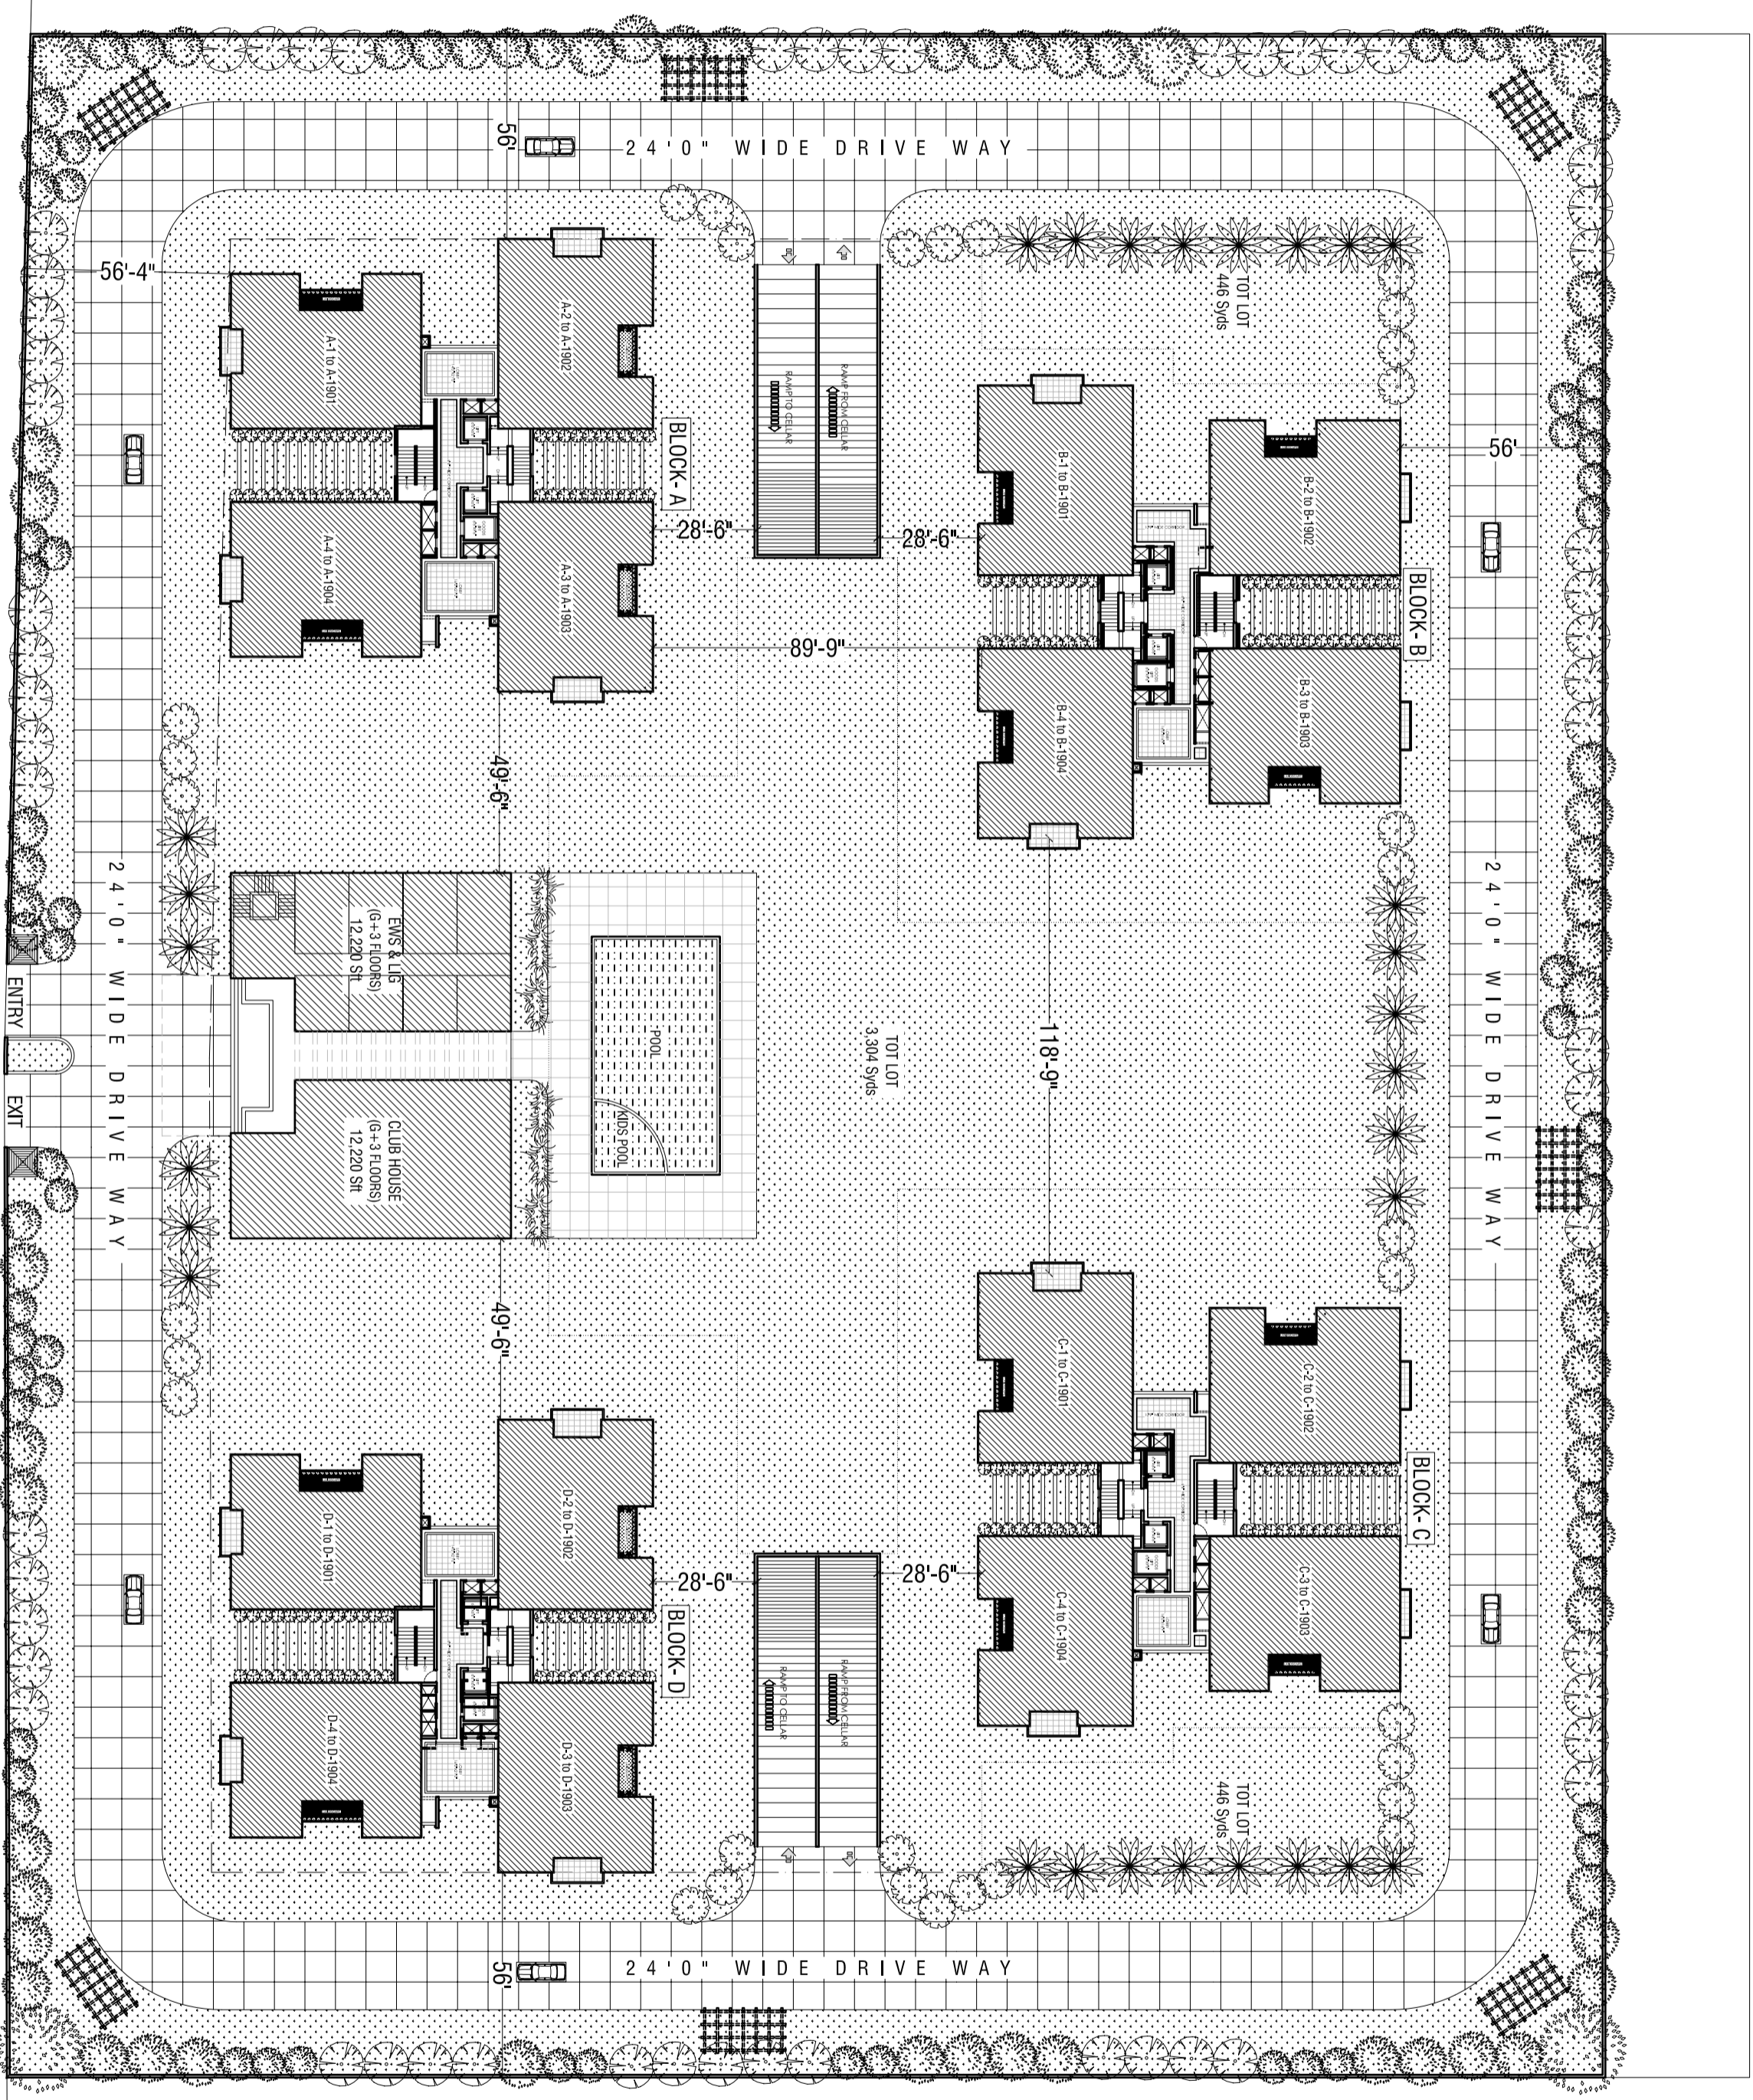 24'0" WIDE DRIVE WAY
56'
56'-4"
TOT LOT
446 Syds
A-2 to A-1902
A-1 to A-1901
RAMP TO CELLAR
RAMP FROM CELLAR
BLOCK- A
28'-6"
28'-6"
B-1 to B-1901
B-2 to B-1902
56'
A-4 to A-1904
A-3 to A-1903
BLOCK- B
89'-9"
B-4 to B-1904
B-3 to B-1903
49'-6"
24'0" WIDE DRIVE WAY
24'0" WIDE DRIVE WAY
EWS & LIG
(G+3 FLOORS)
12,220 Sft
ENTRY
EXIT
POOL
KIDS POOL
TOT LOT
3,304 Syds
118'-9"
CLUB HOUSE
(G+3 FLOORS)
12,220 Sft
49'-6"
C-1 to C-1901
C-2 to C-1902
BLOCK- C
D-1 to D-1901
D-2 to D-1902
28'-6"
28'-6"
BLOCK- D
C-4 to C-1904
C-3 to C-1903
RAMP TO CELLAR
RAMP FROM CELLAR
D-4 to D-1904
D-3 to D-1903
TOT LOT
446 Syds
56'
24'0" WIDE DRIVE WAY